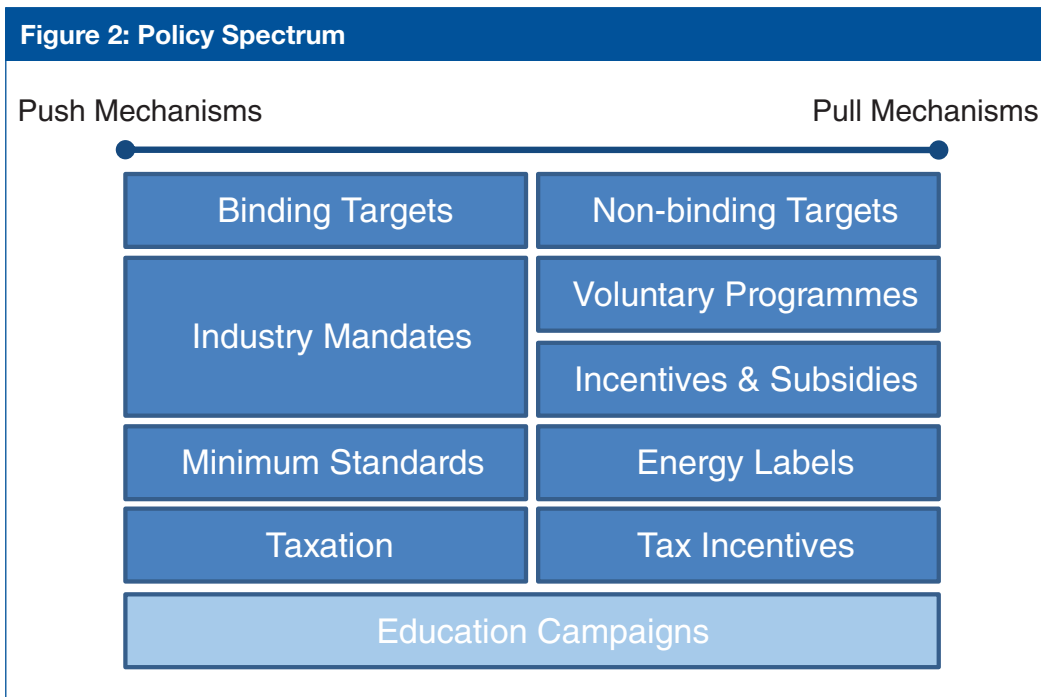 Figure 2: Policy Spectrum
Push Mechanisms
Pull Mechanisms
Binding Targets
Non-binding Targets
Industry Mandates
Voluntary Programmes
Incentives & Subsidies
Minimum Standards
Energy Labels
Taxation
Tax Incentives
Education Campaigns